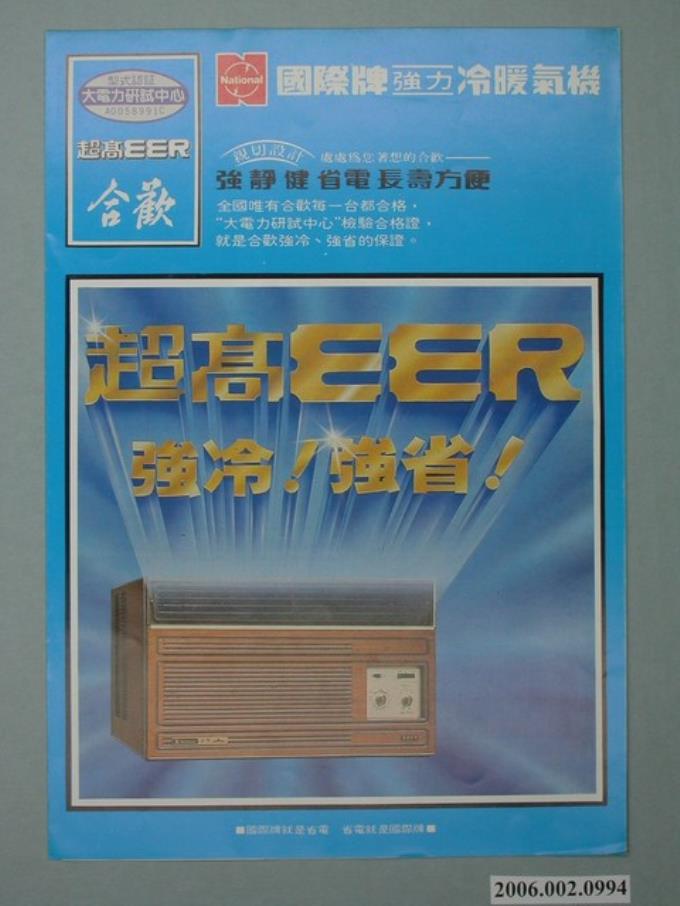 型式認証
大電力研試中心
A0058991C
超高EER
合歡
National
國際牌強力冷暖氣機
親切設計 處處為您著想的合歡
強靜健省電長壽方便
全國唯有合歡每一台都合格，
“大電力研試中心”檢驗合格證，
就是合歡強冷、強省的保證。
超高EER
強冷！強省！
■國際牌就是省電 省電就是國際牌■
2006.002.0994